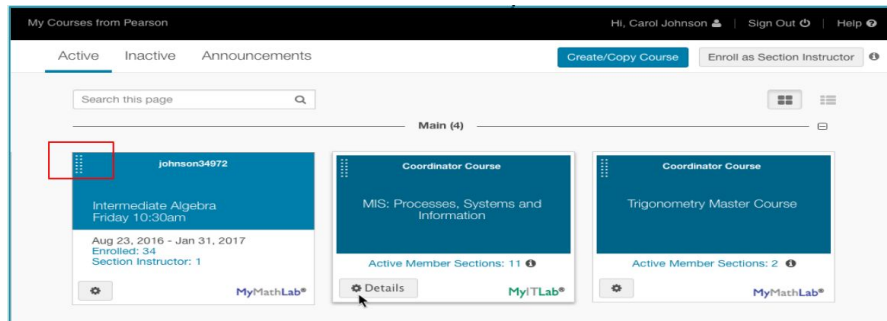 My Courses from Pearson
Hi, Carol Johnson | Sign Out | Help
Active Inactive Announcements
Create/Copy Course
Enroll as Section Instructor
Search this page
Main (4)
johnson34972
Intermediate Algebra
Friday 10:30am
Aug 23, 2016 - Jan 31, 2017
Enrolled: 34
Section Instructor: 1
MyMathLab®
Coordinator Course
MIS: Processes, Systems and
Information
Active Member Sections: 11
Details
MyITLab®
Coordinator Course
Trigonometry Master Course
Active Member Sections: 2
MyMathLab®